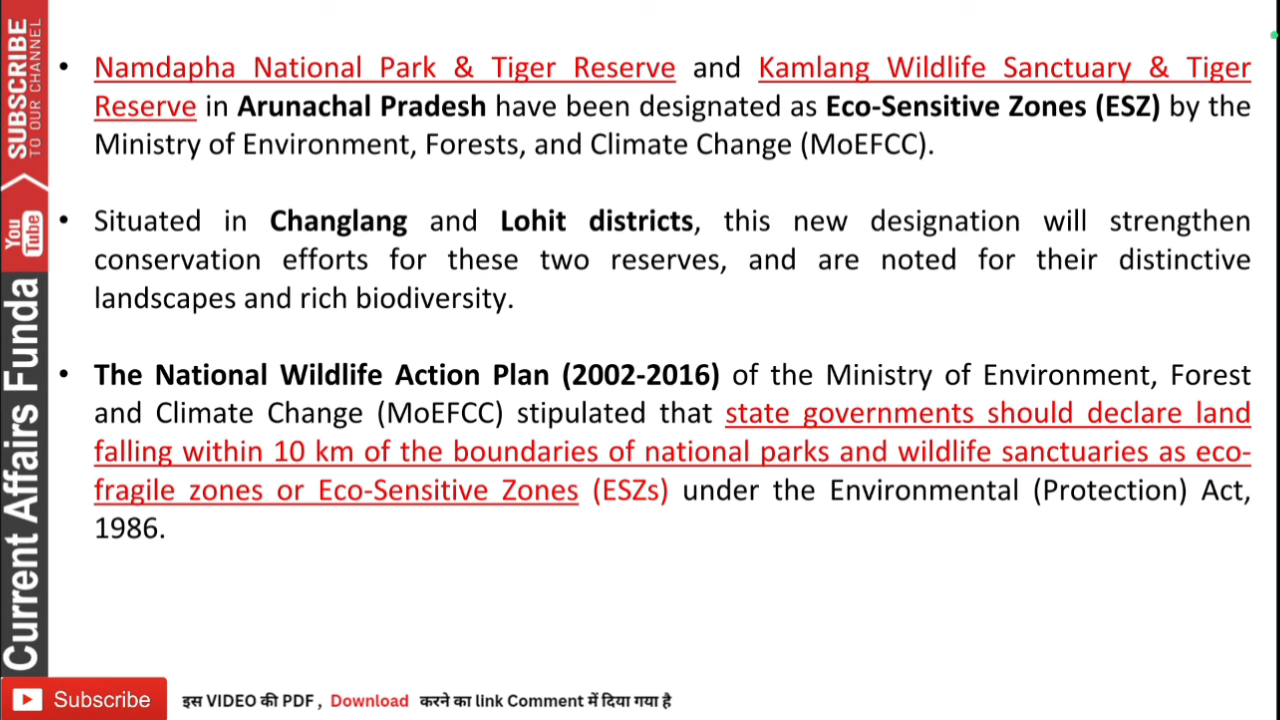 • Namdapha National Park & Tiger Reserve and Kamlang Wildlife Sanctuary & Tiger
Reserve in Arunachal Pradesh have been designated as Eco-Sensitive Zones (ESZ) by the
Ministry of Environment, Forests, and Climate Change (MoEFCC).
• Situated in Changlang and Lohit districts, this new designation will strengthen
conservation efforts for these two reserves, and are noted for their distinctive
landscapes and rich biodiversity.
• The National Wildlife Action Plan (2002-2016) of the Ministry of Environment, Forest
and Climate Change (MoEFCC) stipulated that state governments should declare land
falling within 10 km of the boundaries of national parks and wildlife sanctuaries as eco-
fragile zones or Eco-Sensitive Zones (ESZs) under the Environmental (Protection) Act,
1986.
SUBSCRIBE
TO OUR CHANNEL
You
Tube
Current Affairs Funda
Subscribe
इस VIDEO की PDF , Download करने का link Comment में दिया गया है